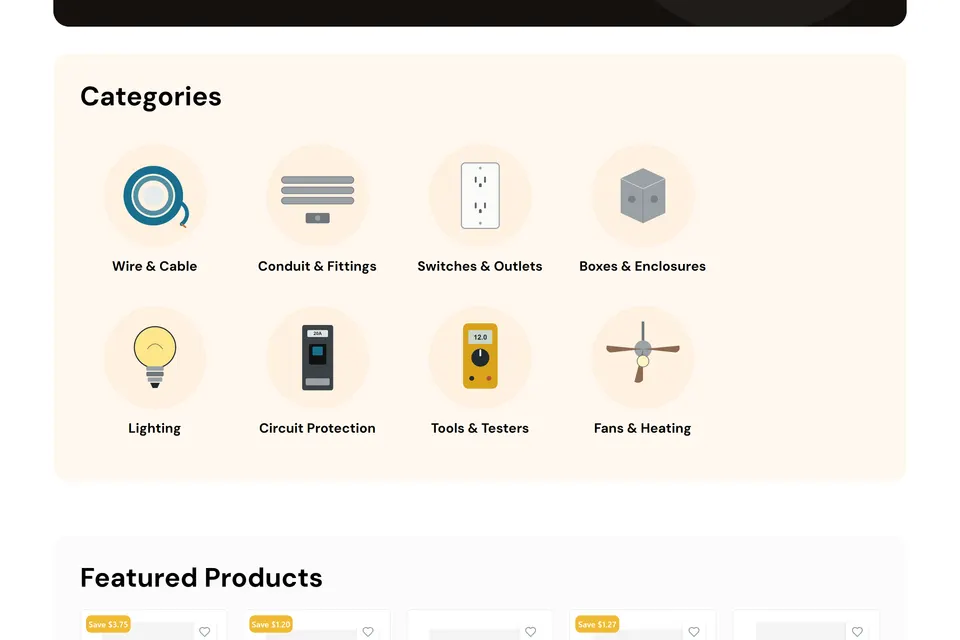 Categories
Wire & Cable
Conduit & Fittings
Switches & Outlets
Boxes & Enclosures
20A
12.0
Lighting
Circuit Protection
Tools & Testers
Fans & Heating
Featured Products
Save $3.75
Save $1.20
Save $1.27